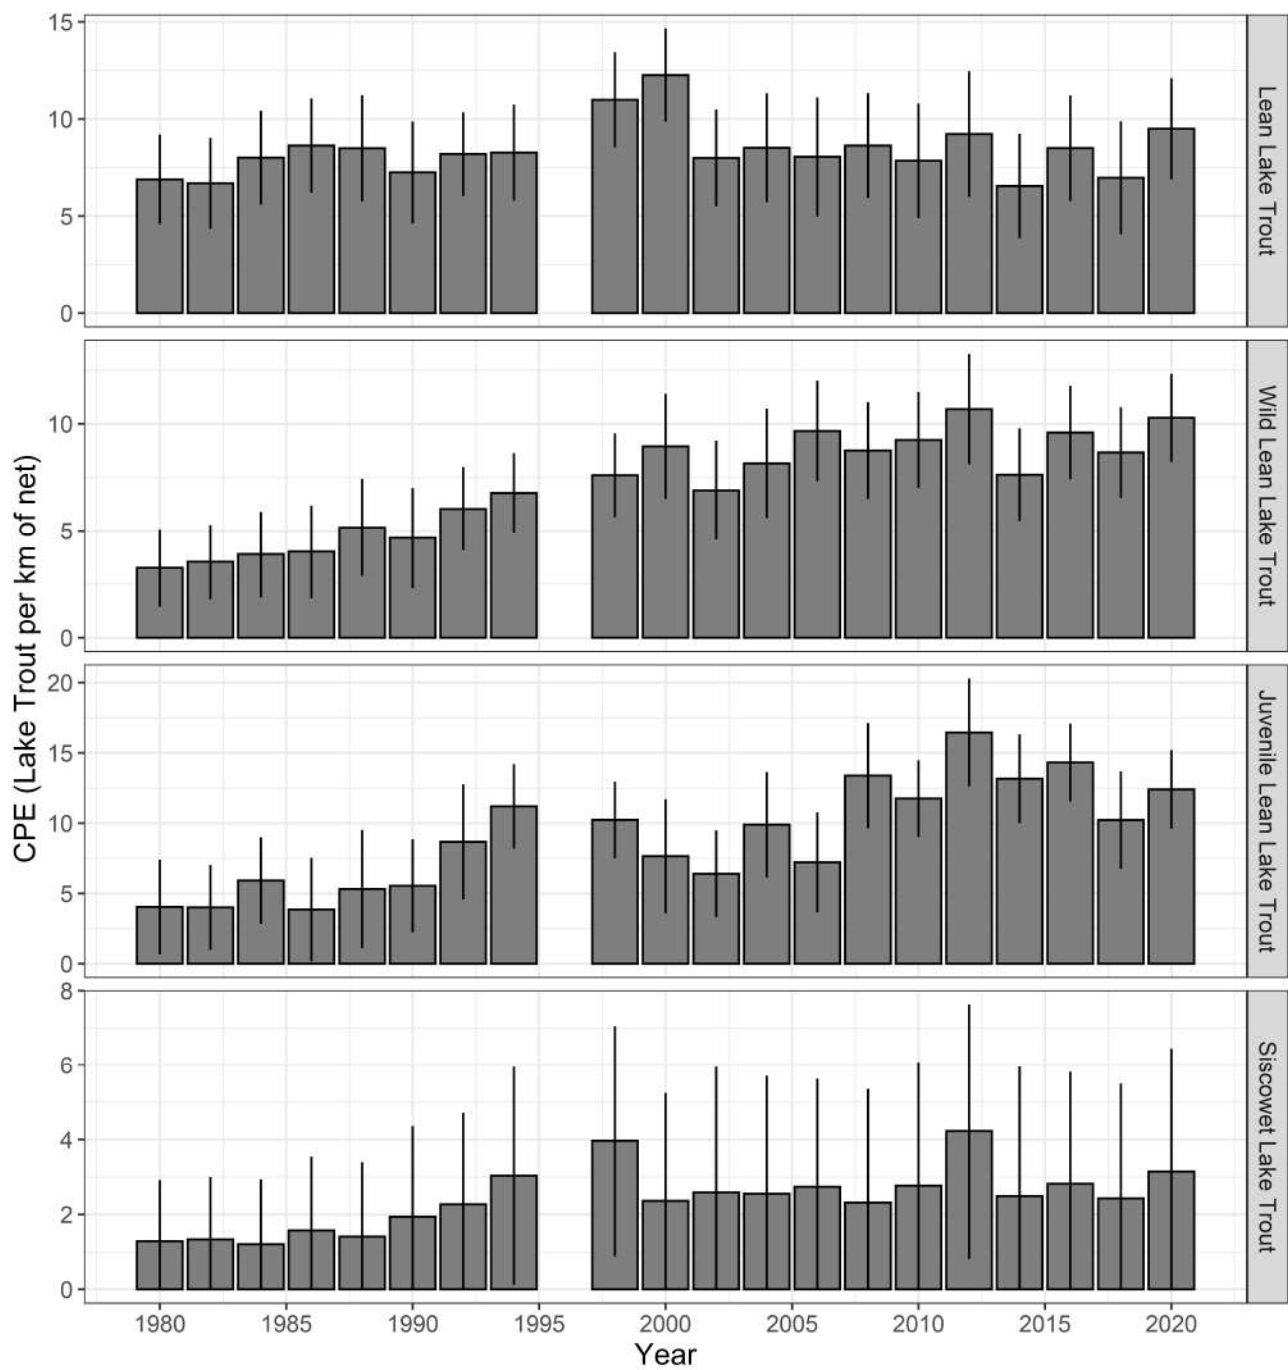 CPE (Lake Trout per km of net)
15
10
5
0
Lean Lake Trout
10
5
0
Wild Lean Lake Trout
20
15
10
5
0
Juvenile Lean Lake Trout
8
6
4
2
0
Siscowet Lake Trout
1980 1985 1990 1995 2000 2005 2010 2015 2020
Year